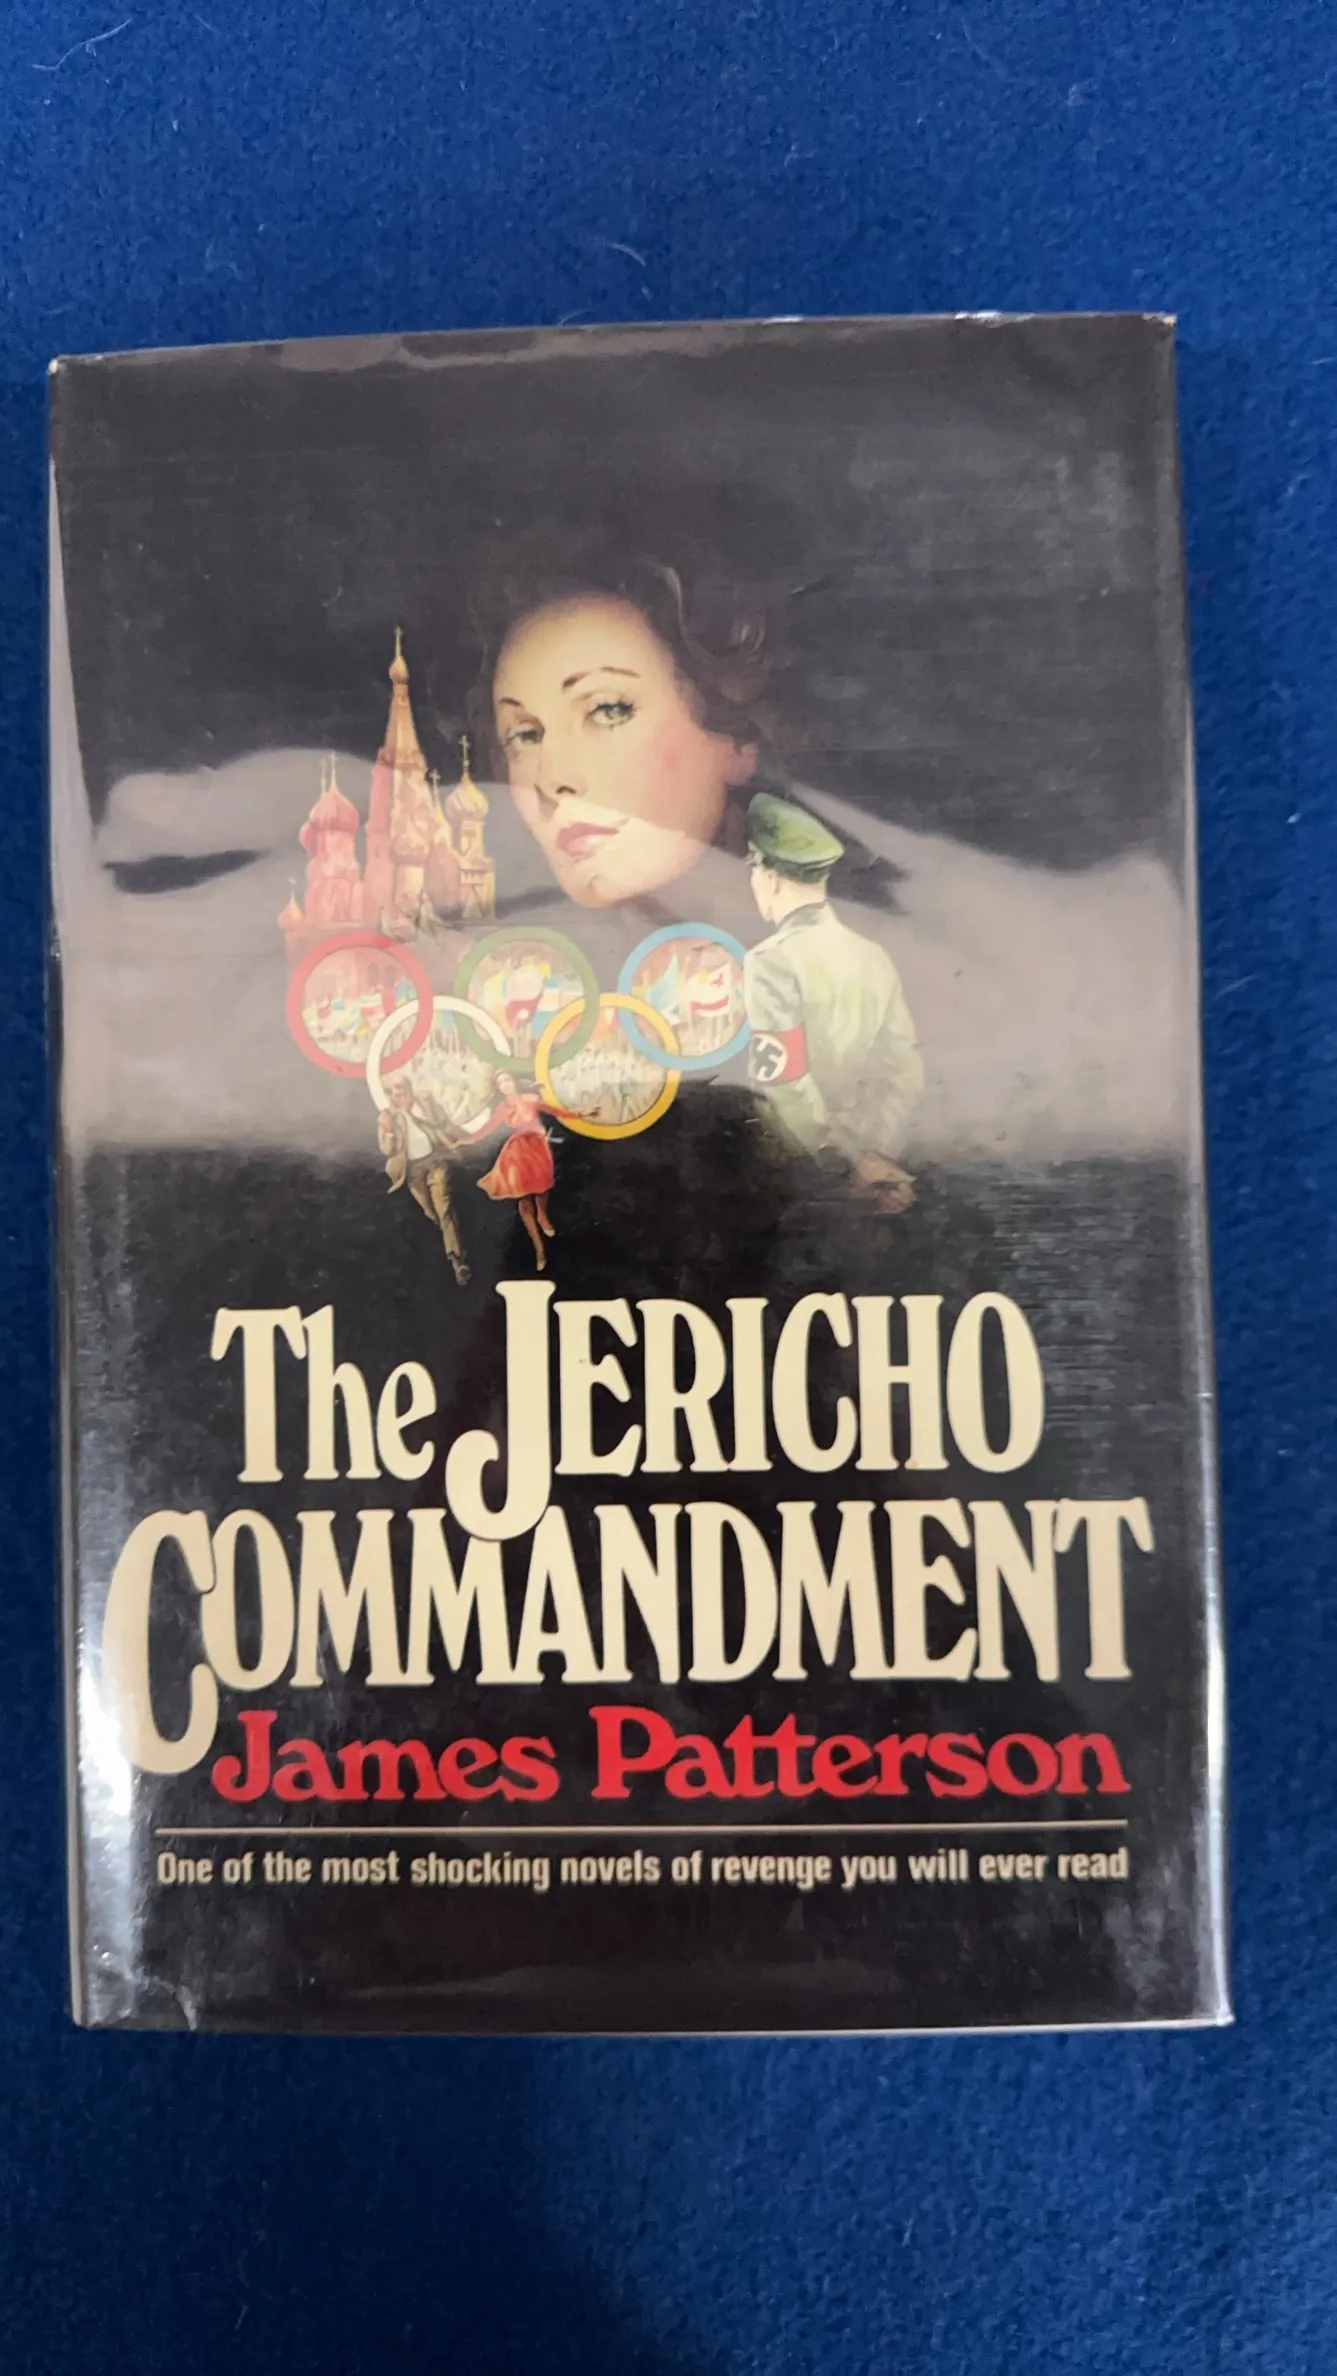 The JERICHO
COMMANDMENT
James Patterson
One of the most shocking novels of revenge you will ever read